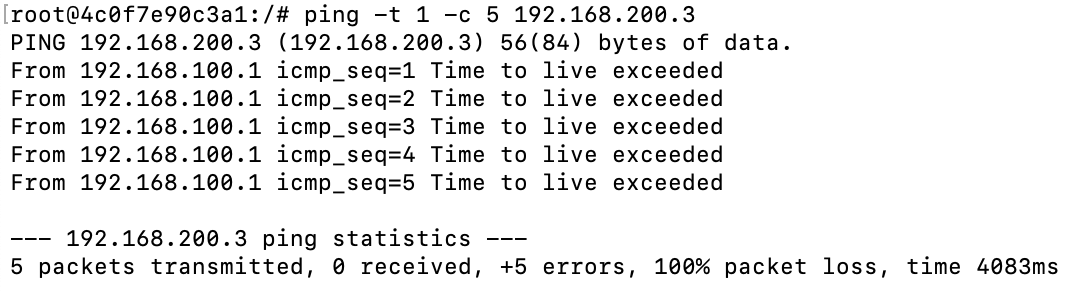 [root@4c0f7e90c3a1:/# ping -t 1 -c 5 192.168.200.3
PING 192.168.200.3 (192.168.200.3) 56(84) bytes of data.
From 192.168.100.1 icmp_seq=1 Time to live exceeded
From 192.168.100.1 icmp_seq=2 Time to live exceeded
From 192.168.100.1 icmp_seq=3 Time to live exceeded
From 192.168.100.1 icmp_seq=4 Time to live exceeded
From 192.168.100.1 icmp_seq=5 Time to live exceeded

--- 192.168.200.3 ping statistics ---
5 packets transmitted, 0 received, +5 errors, 100% packet loss, time 4083ms